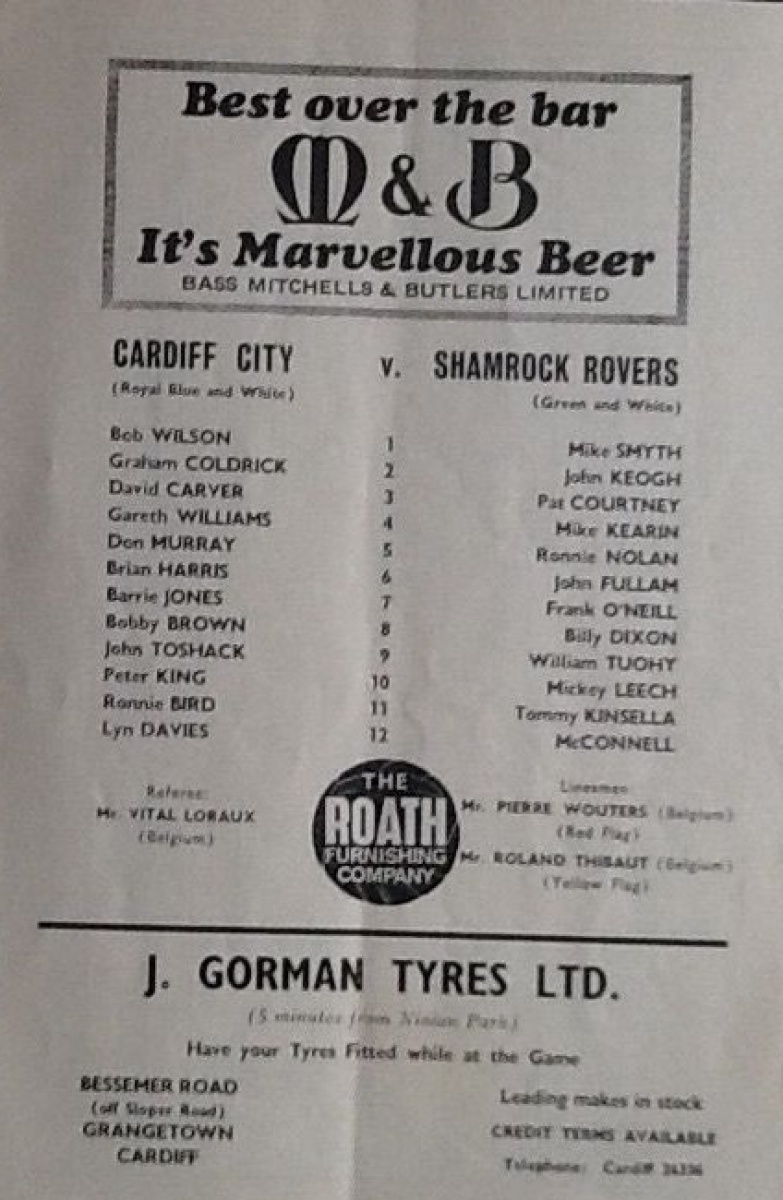 Best over the bar
M & B
It's Marvellous Beer
BASS MITCHELLS & BUTLERS LIMITED
CARDIFF CITY v. SHAMROCK ROVERS
(Royal Blue and White) (Green and White)
Bob WILSON 1 Mike SMYTH
Graham COLDRICK 2 John KEOGH
David CARVER 3 Pat COURTNEY
Gareth WILLIAMS 4 Mike KEARIN
Don MURRAY 5 Ronnie NOLAN
Brian HARRIS 6 John FULLAM
Barrie JONES 7 Frank O'NEILL
Bobby BROWN 8 Billy DIXON
John TOSHACK 9 William TUOHY
Peter KING 10 Mickey LEECH
Ronnie BIRD 11 Tommy KINSELLA
Lyn DAVIES 12 McCONNELL
Referee:
Mr. VITAL LORAUX
(Belgium)
THE
ROATH
FURNISHING
COMPANY
Linesmen
Mr. PIERRE WOUTERS (Belgium)
(Red Flag)
Mr. ROLAND THIBAUT (Belgium)
(Yellow Flag)
J. GORMAN TYRES LTD.
(5 minutes from Ninian Park)
Have your Tyres Fitted while at the Game
BESSEMER ROAD
(off Sloper Road)
GRANGETOWN
CARDIFF
Leading makes in stock
CREDIT TERMS AVAILABLE
Telephone: Cardiff